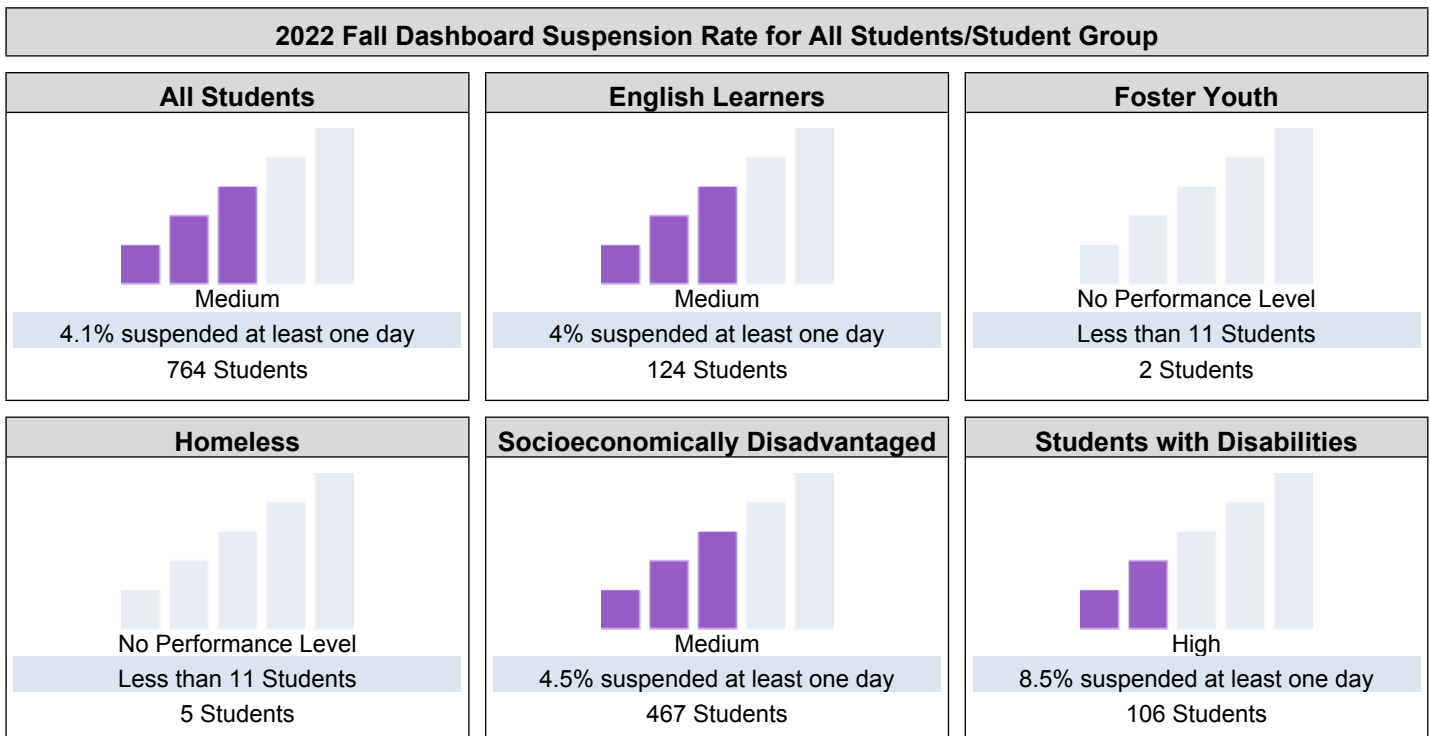 2022 Fall Dashboard Suspension Rate for All Students/Student Group
All Students
Medium
4.1% suspended at least one day
764 Students
English Learners
Medium
4% suspended at least one day
124 Students
Foster Youth
No Performance Level
Less than 11 Students
2 Students
Homeless
No Performance Level
Less than 11 Students
5 Students
Socioeconomically Disadvantaged
Medium
4.5% suspended at least one day
467 Students
Students with Disabilities
High
8.5% suspended at least one day
106 Students